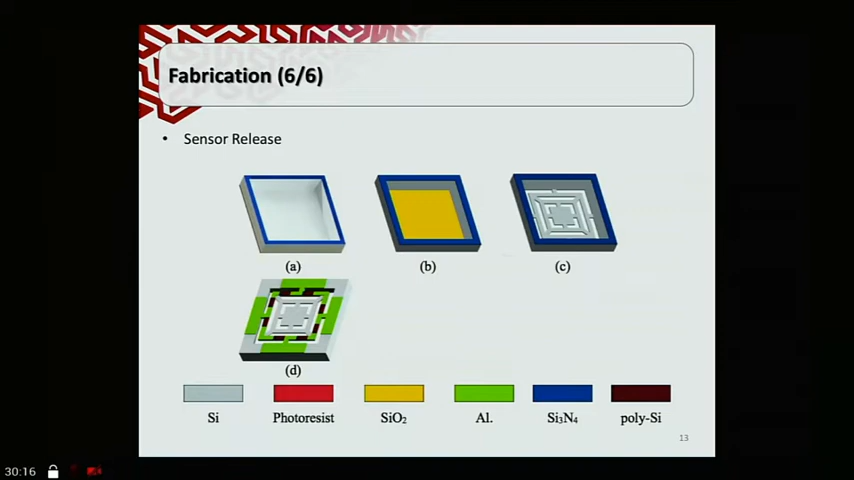 Fabrication (6/6)
• Sensor Release
(a) (b) (c)
(d)
Si Photoresist SiO₂ Al. Si₃N₄ poly-Si
13
30:16